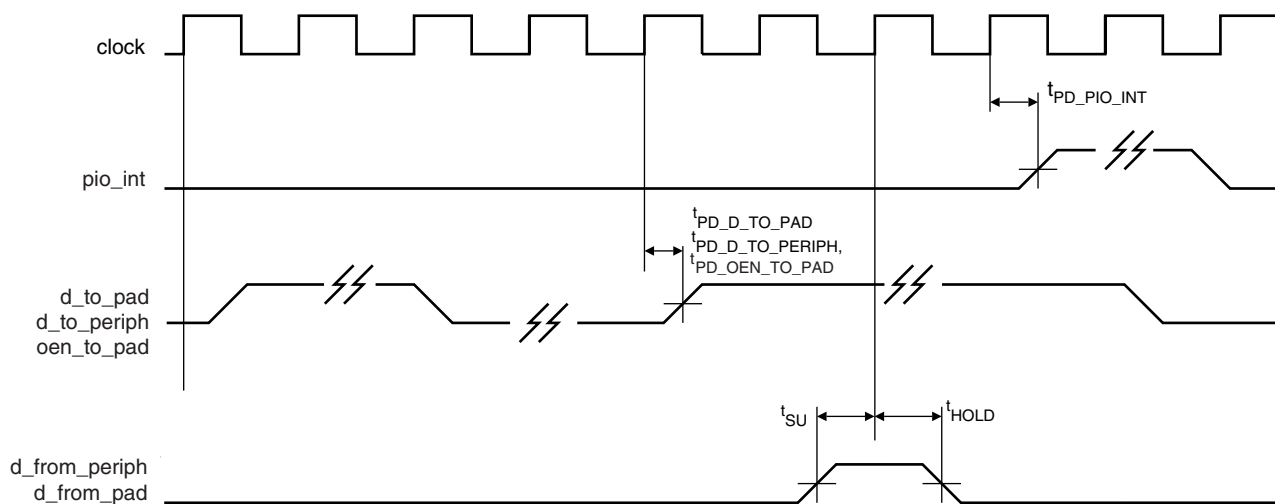 clock
tPD_PIO_INT
pio_int
tPD_D_TO_PAD
tPD_D_TO_PERIPH,
tPD_OEN_TO_PAD
d_to_pad
d_to_periph
oen_to_pad
tSU
tHOLD
d_from_periph
d_from_pad